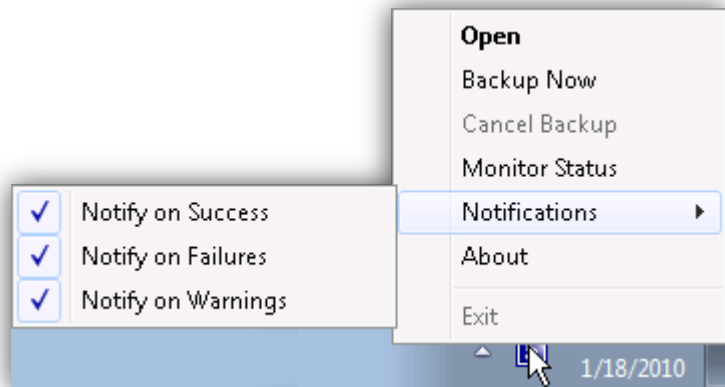 Open
Backup Now
Cancel Backup
Monitor Status
Notifications
About
Exit
Notify on Success
Notify on Failures
Notify on Warnings
1/18/2010